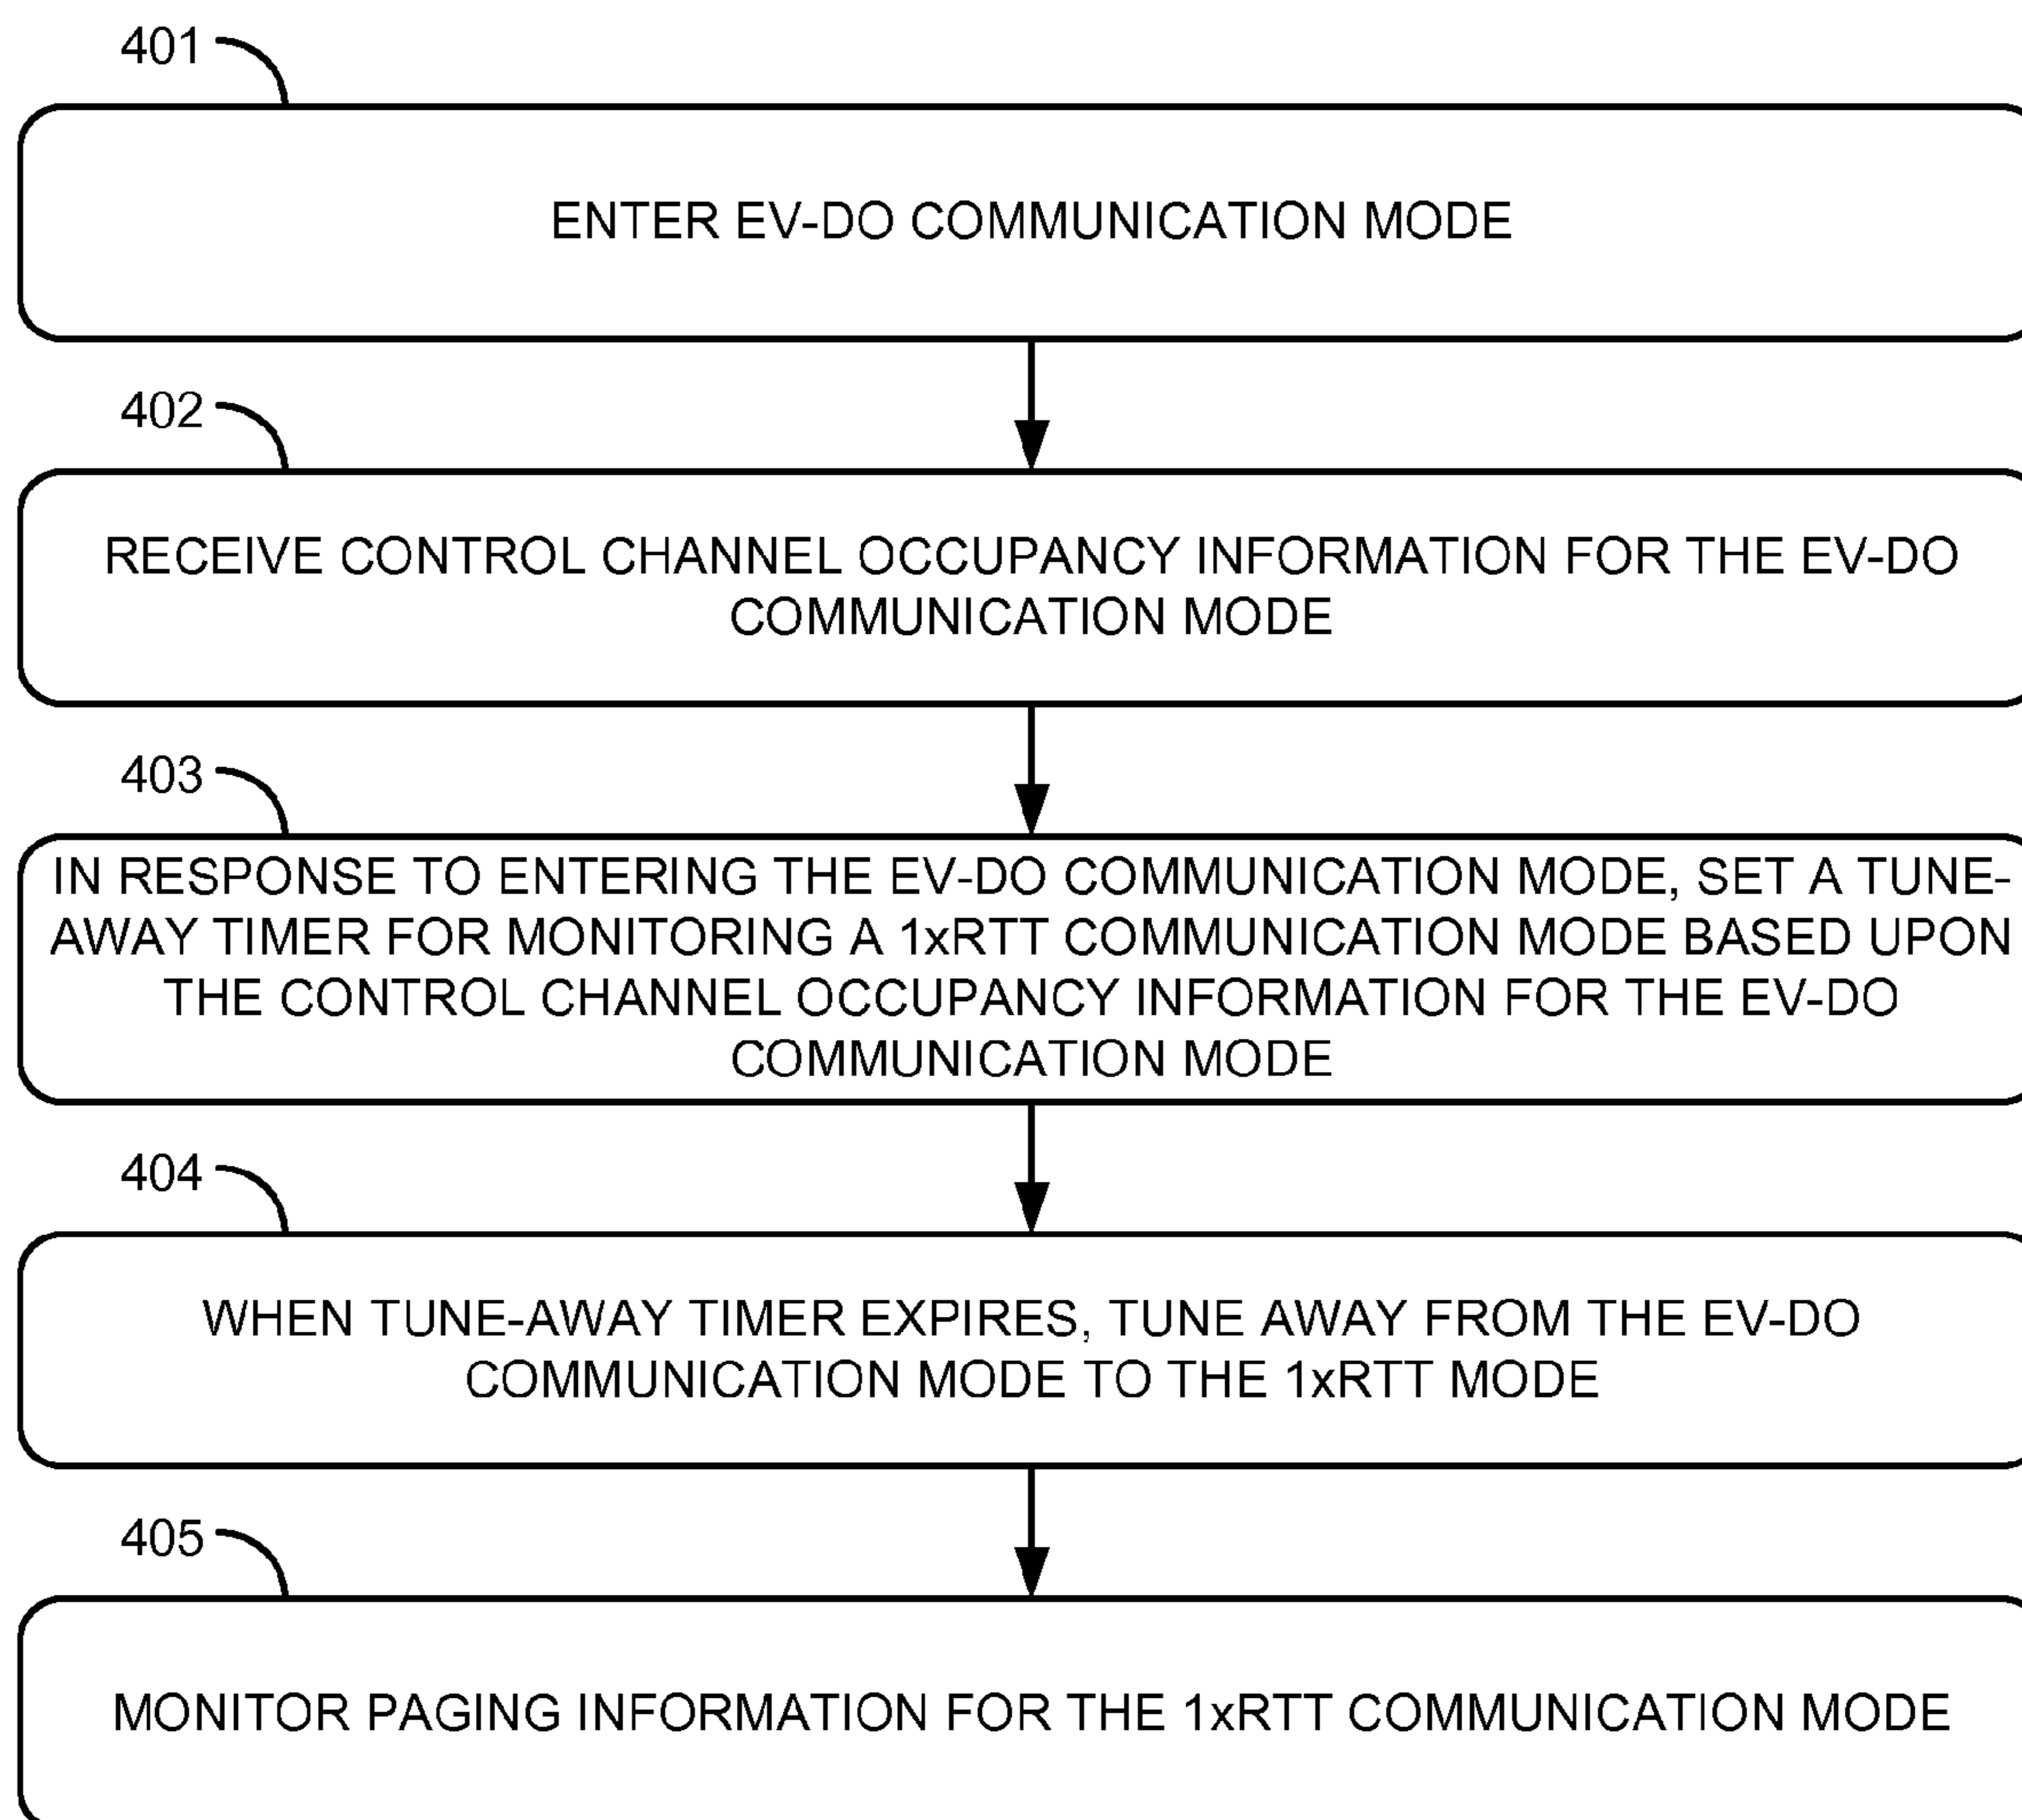 401
ENTER EV-DO COMMUNICATION MODE
402
RECEIVE CONTROL CHANNEL OCCUPANCY INFORMATION FOR THE EV-DO
COMMUNICATION MODE
403
IN RESPONSE TO ENTERING THE EV-DO COMMUNICATION MODE, SET A TUNE-
AWAY TIMER FOR MONITORING A 1xRTT COMMUNICATION MODE BASED UPON
THE CONTROL CHANNEL OCCUPANCY INFORMATION FOR THE EV-DO
COMMUNICATION MODE
404
WHEN TUNE-AWAY TIMER EXPIRES, TUNE AWAY FROM THE EV-DO
COMMUNICATION MODE TO THE 1xRTT MODE
405
MONITOR PAGING INFORMATION FOR THE 1xRTT COMMUNICATION MODE